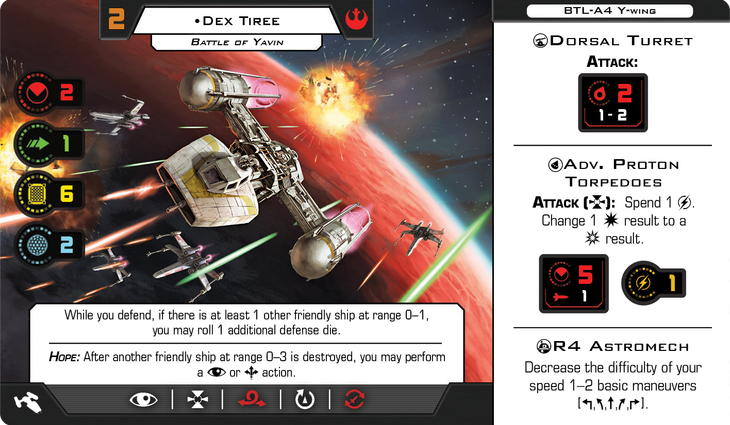 2
•Dex Tiree
Battle of Yavin
2
1
6
2
While you defend, if there is at least 1 other friendly ship at range 0–1,
you may roll 1 additional defense die.
Hope: After another friendly ship at range 0–3 is destroyed, you may perform
a or action.
BTL-A4 Y-wing
Dorsal Turret
Attack:
2
1 - 2
Adv. Proton
Torpedoes
Attack ( ): Spend 1 .
Change 1 result to a
result.
5
1
1
R4 Astromech
Decrease the difficulty of your
speed 1–2 basic maneuvers
[ , , , , ].